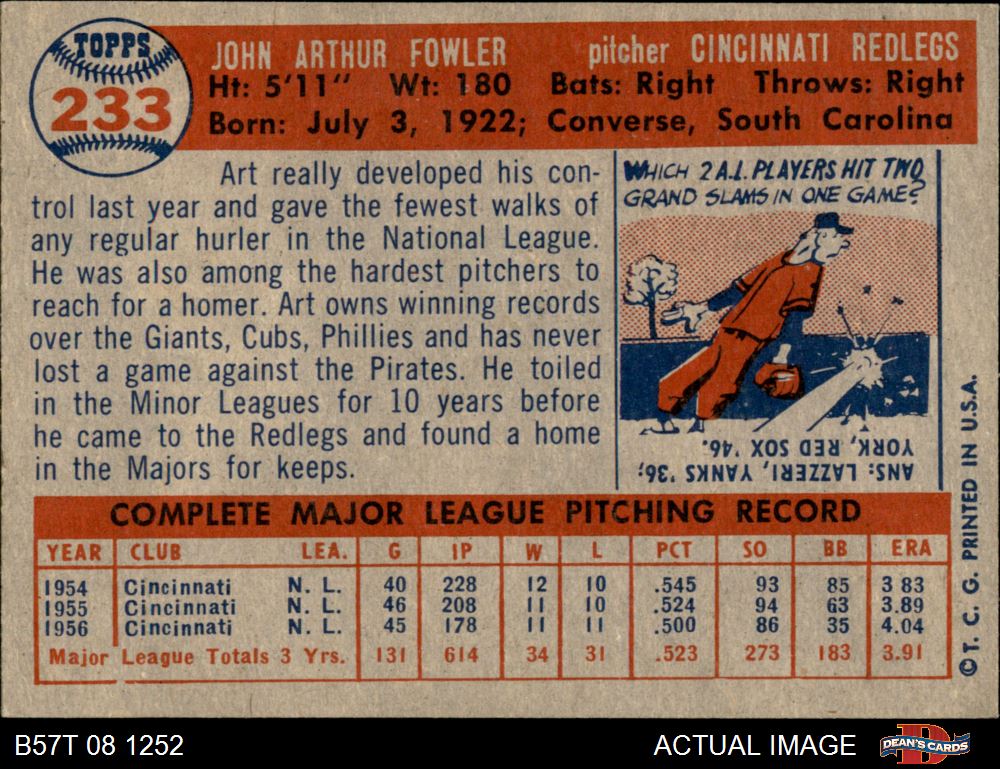 TOPPS
233
JOHN ARTHUR FOWLER pitcher CINCINNATI REDLEGS
Ht: 5'11" Wt: 180 Bats: Right Throws: Right
Born: July 3, 1922; Converse, South Carolina
Art really developed his con-
trol last year and gave the fewest walks of
any regular hurler in the National League.
He was also among the hardest pitchers to
reach for a homer. Art owns winning records
over the Giants, Cubs, Phillies and has never
lost a game against the Pirates. He toiled
in the Minor Leagues for 10 years before
he came to the Redlegs and found a home
in the Majors for keeps.
WHICH 2 A.L. PLAYERS HIT TWO
GRAND SLAMS IN ONE GAME?
ANS: LAZZERI, YANKS '36;
YORK, RED SOX '46.
COMPLETE MAJOR LEAGUE PITCHING RECORD
YEAR CLUB LEA. G IP W L PCT SO BB ERA
1954 Cincinnati N. L. 40 228 12 10 .545 93 85 3 83
1955 Cincinnati N. L. 46 208 11 10 .524 94 63 3.89
1956 Cincinnati N. L. 45 178 11 11 .500 86 35 4.04
Major League Totals 3 Yrs. 131 614 34 31 .523 273 183 3.91
© T. C. G. PRINTED IN U.S.A.
B57T 08 1252
ACTUAL IMAGE
DEAN'S CARDS